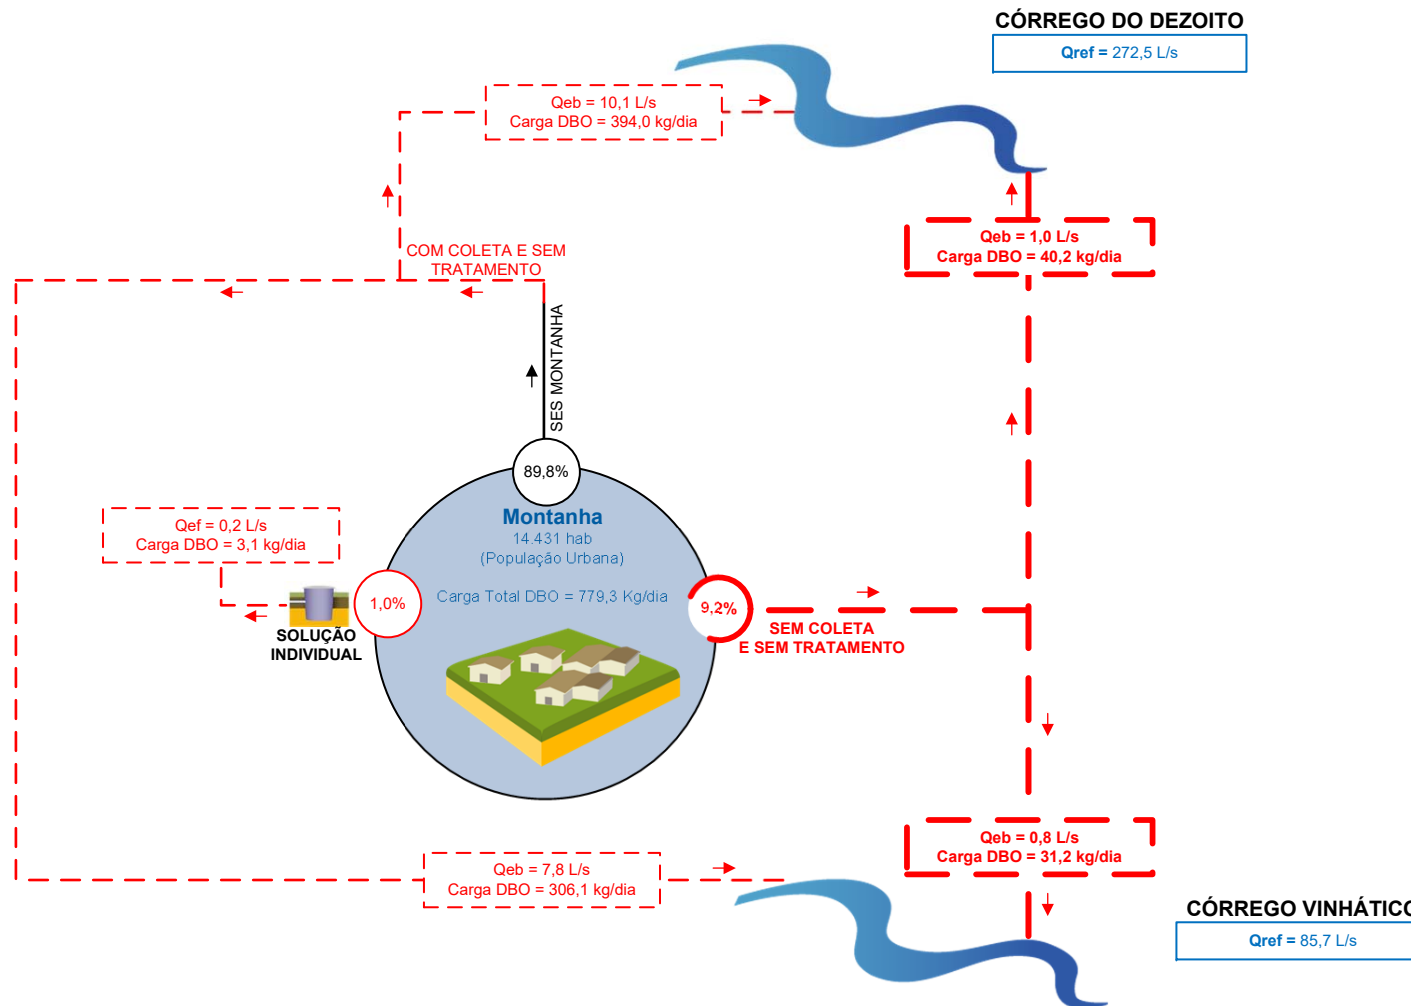 CÓRREGO DO DEZOITO
Qref = 272,5 L/s
Qeb = 10,1 L/s
Carga DBO = 394,0 kg/dia
Qeb = 1,0 L/s
Carga DBO = 40,2 kg/dia
COM COLETA E SEM
TRATAMENTO
SES MONTANHA
89,8%
Montanha
14.431 hab
(População Urbana)
Carga Total DBO = 779,3 Kg/dia
Qef = 0,2 L/s
Carga DBO = 3,1 kg/dia
1,0%
SOLUÇÃO
INDIVIDUAL
9,2%
SEM COLETA
E SEM TRATAMENTO
Qeb = 0,8 L/s
Carga DBO = 31,2 kg/dia
Qeb = 7,8 L/s
Carga DBO = 306,1 kg/dia
CÓRREGO VINHÁTICO
Qref = 85,7 L/s